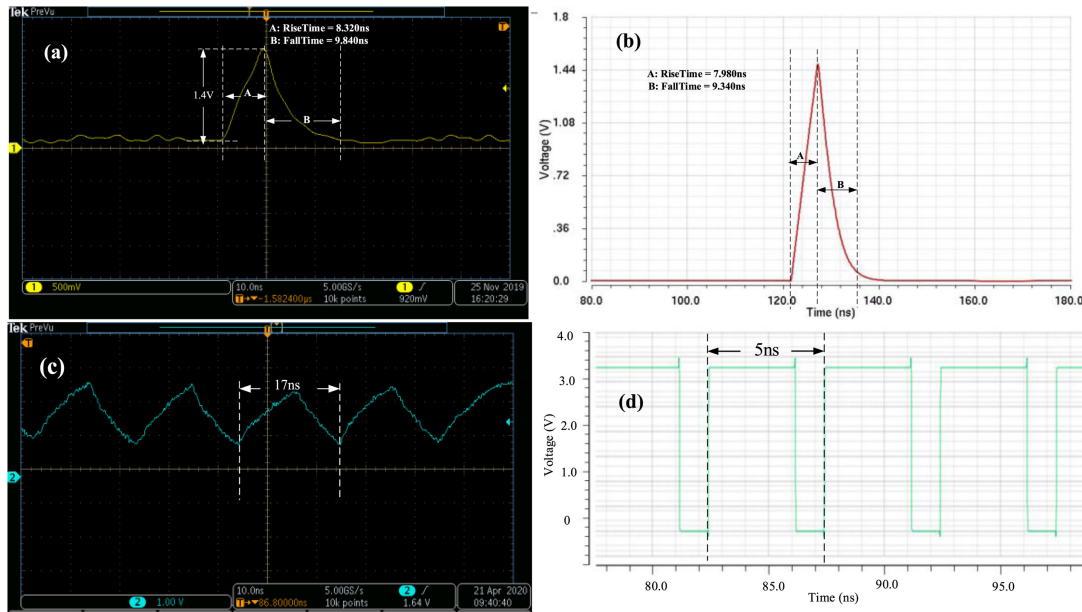 Tek PreVu
T
T
(a)
A: RiseTime = 8.320ns
B: FallTime = 9.840ns
1.4V
A
B
1
1 500mV
10.0ns 5.00GS/s 1 /
T→▼−1.582400µs 10k points 920mV
25 Nov 2019
16:20:29
(b)
1.8
1.44
1.08
.72
.36
0.0
Voltage (V)
A: RiseTime = 7.980ns
B: FallTime = 9.340ns
A
B
80.0 100.0 120.0 140.0 160.0 180.0
Time (ns)
Tek PreVu
T
T
(c)
17ns
2
2 1.00 V
10.0ns 5.00GS/s 2 /
T→▼86.80000ns 10k points 1.64 V
21 Apr 2020
09:40:40
4.0
3.0
2.0
1.0
0
Voltage (V)
5ns
(d)
80.0 85.0 90.0 95.0
Time (ns)